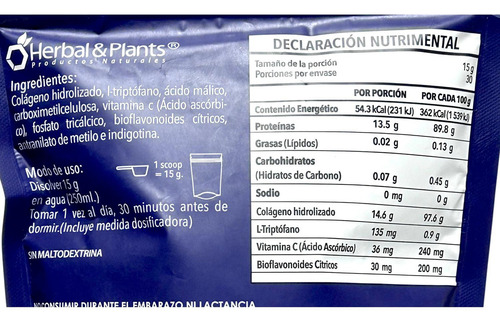 Herbal & Plants®
Productos Naturales
Ingredientes:
Colágeno hidrolizado, l-triptófano, ácido málico,
carboximetilcelulosa, vitamina c (Ácido ascórbi-
co), fosfato tricálcico, bioflavonoides cítricos,
antranilato de metilo e indigotina.
Modo de uso:
Disolver 15 g
en agua (250mL).
1 scoop
= 15 g.
Tomar 1 vez al día, 30 minutos antes de
dormir.(Incluye medida dosificadora)
SIN MALTODEXTRINA
NO CONSUMIR DURANTE EL EMBARAZO NI LACTANCIA
DECLARACIÓN NUTRIMENTAL
Tamaño de la porción 15 g
Porciones por envase 30
POR PORCIÓN POR CADA 100 g
Contenido Energético 54.3 kCal (231 kJ) 362 kCal (1 539 kJ)
Proteínas 13.5 g 89.8 g
Grasas (Lípidos) 0.02 g 0.13 g
Carbohidratos
(Hidratos de Carbono) 0.07 g 0.45 g
Sodio 0 mg 0 g
Colágeno hidrolizado 14.6 g 97.6 g
L-Triptófano 135 mg 0.9 g
Vitamina C (Ácido Ascórbico) 36 mg 240 mg
Bioflavonoides Cítricos 30 mg 200 mg